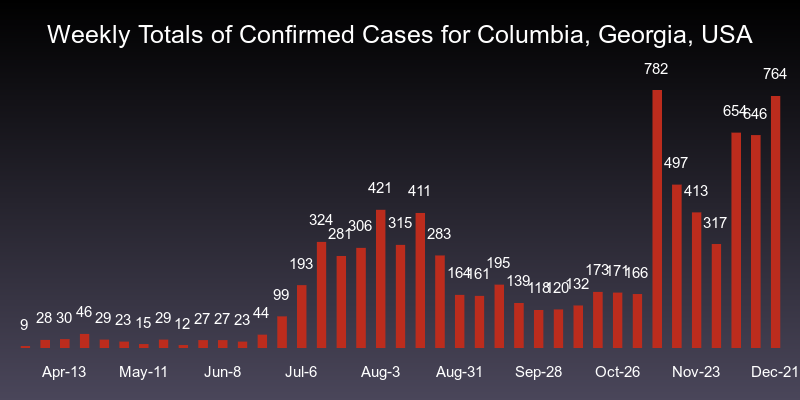 Weekly Totals of Confirmed Cases for Columbia, Georgia, USA
9 28 30 46 29 23 15 29 12 27 27 23 44 99 193 324 281 306 421 315 411 283 164 161 195 139 118 120 132 173 171 166 782 497 413 317 654 646 764
Apr-13 May-11 Jun-8 Jul-6 Aug-3 Aug-31 Sep-28 Oct-26 Nov-23 Dec-21